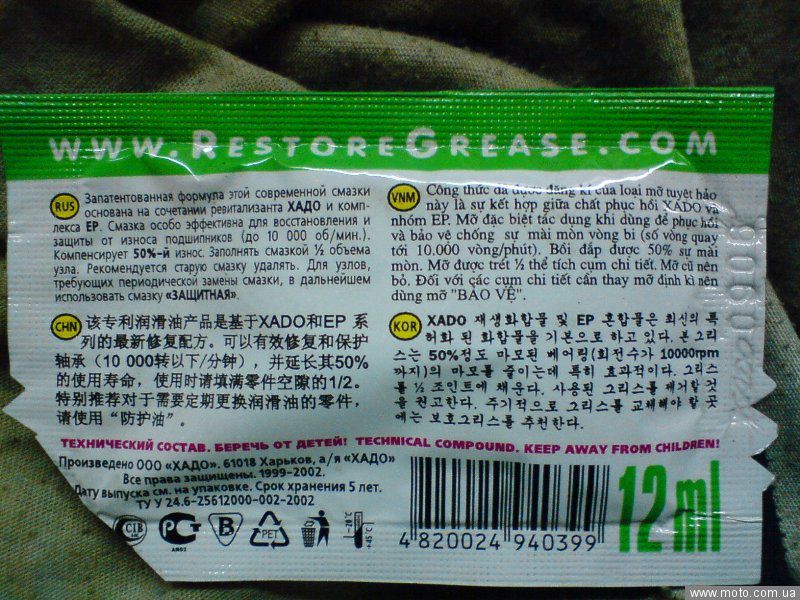 www.RestoreGrease.com
RUS
Запатентованная формула этой современной смазки
основана на сочетании ревитализанта ХАДО и комп-
лекса EP. Смазка особо эффективна для восстановления и
защиты от износа подшипников (до 10 000 об/мин.).
Компенсирует 50%-й износ. Заполнять смазкой ½ объема
узла. Рекомендуется старую смазку удалять. Для узлов,
требующих периодической замены смазки, в дальнейшем
использовать смазку «ЗАЩИТНАЯ».
VNM
Công thức đã được đăng kí của loại mỡ tuyệt hảo
này là sự kết hợp giữa chất phục hồi XADO và
nhóm EP. Mỡ đặc biệt tác dụng khi dùng để phục hồi
và bảo vệ chống sự mài mòn vòng bi (số vòng quay
tới 10.000 vòng/phút). Bồi đắp được 50% sự mài
mòn. Mỡ được trét ½ thể tích cụm chi tiết. Mỡ cũ nên
bỏ. Đối với các cụm chi tiết cần thay mỡ định kì nên
dùng mỡ "BẢO VỆ".
CHN
该专利润滑油产品是基于XADO和EP 系
列的最新修复配方。可以有效修复和保护
轴承（10 000转以下/分钟），并延长其50%
的使用寿命，使用时请填满零件空隙的1/2。
特别推荐对于需要定期更换润滑油的零件，
请使用“防护油”。
KOR
XADO 재생화합물 및 EP 혼합물은 최신의 특
허화 된 화합물을 기본으로 하고 있다. 본그리
스는 50%정도 마모된 베어링(회전수가 10000rpm
까지)의 마모를 줄이는데 특히 효과적이다. 그리스
를 ½ 조인트에 채운다. 사용된 그리스를 제거할것
을 권고한다. 주기적으로 그리스를 교체해야 할 곳
에는 보호그리스를 추천한다.
ТЕХНИЧЕСКИЙ СОСТАВ. БЕРЕЧЬ ОТ ДЕТЕЙ! TECHNICAL COMPOUND. KEEP AWAY FROM CHILDREN!
Произведено ООО «ХАДО». 61018 Харьков, а/я «ХАДО»
Все права защищены. 1999-2002.
Дату выпуска см. на упаковке. Срок хранения 5 лет.
ТУ У 24.6-25612000-002-2002
CIB
PET
-20°C
+45°C
4 820024 940399
12 ml
www.moto.com.ua